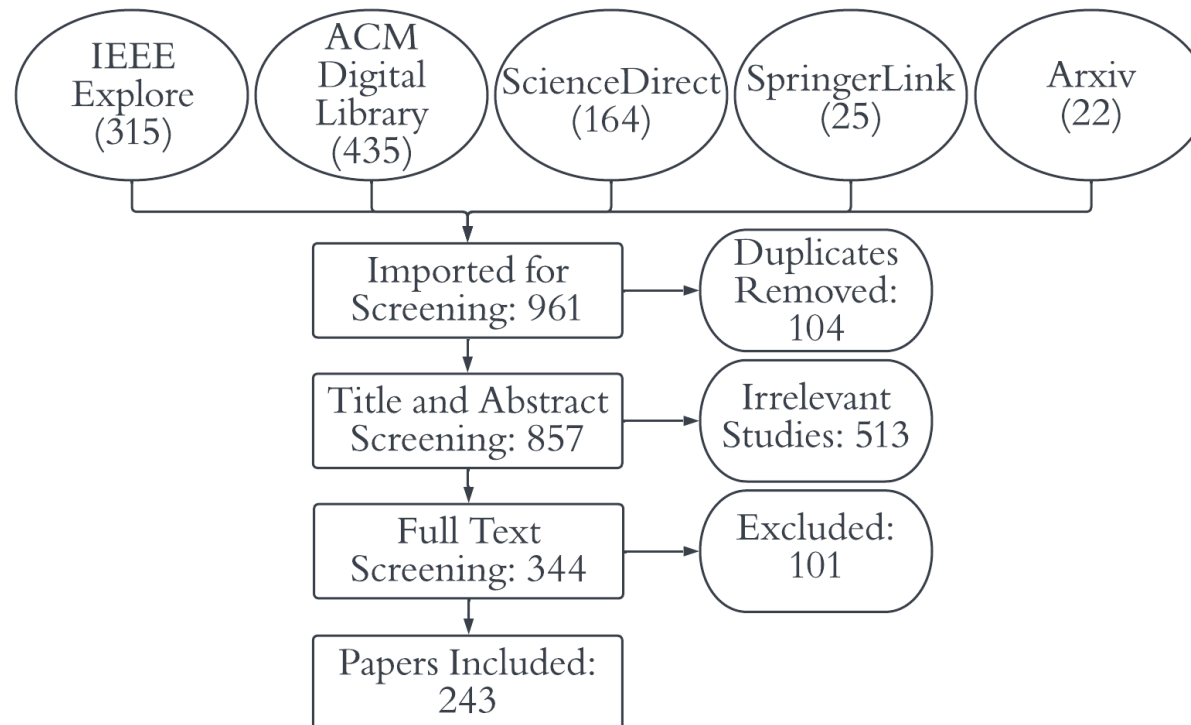 IEEE
Explore
(315)
ACM
Digital
Library
(435)
ScienceDirect
(164)
SpringerLink
(25)
Arxiv
(22)
Imported for
Screening: 961
Duplicates
Removed:
104
Title and Abstract
Screening: 857
Irrelevant
Studies: 513
Full Text
Screening: 344
Excluded:
101
Papers Included:
243